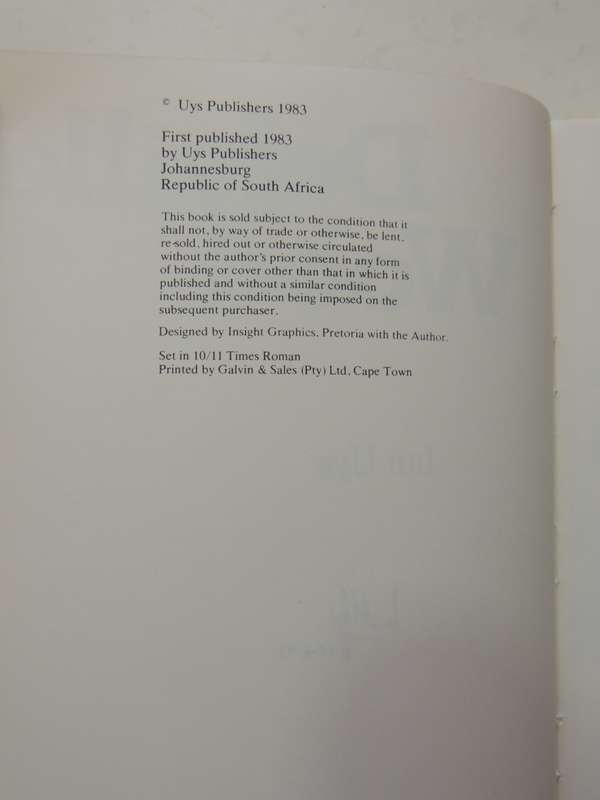 © Uys Publishers 1983
First published 1983
by Uys Publishers
Johannesburg
Republic of South Africa
This book is sold subject to the condition that it
shall not, by way of trade or otherwise, be lent,
re-sold, hired out or otherwise circulated
without the author's prior consent in any form
of binding or cover other than that in which it is
published and without a similar condition
including this condition being imposed on the
subsequent purchaser.
Designed by Insight Graphics, Pretoria with the Author.
Set in 10/11 Times Roman
Printed by Galvin & Sales (Pty) Ltd, Cape Town